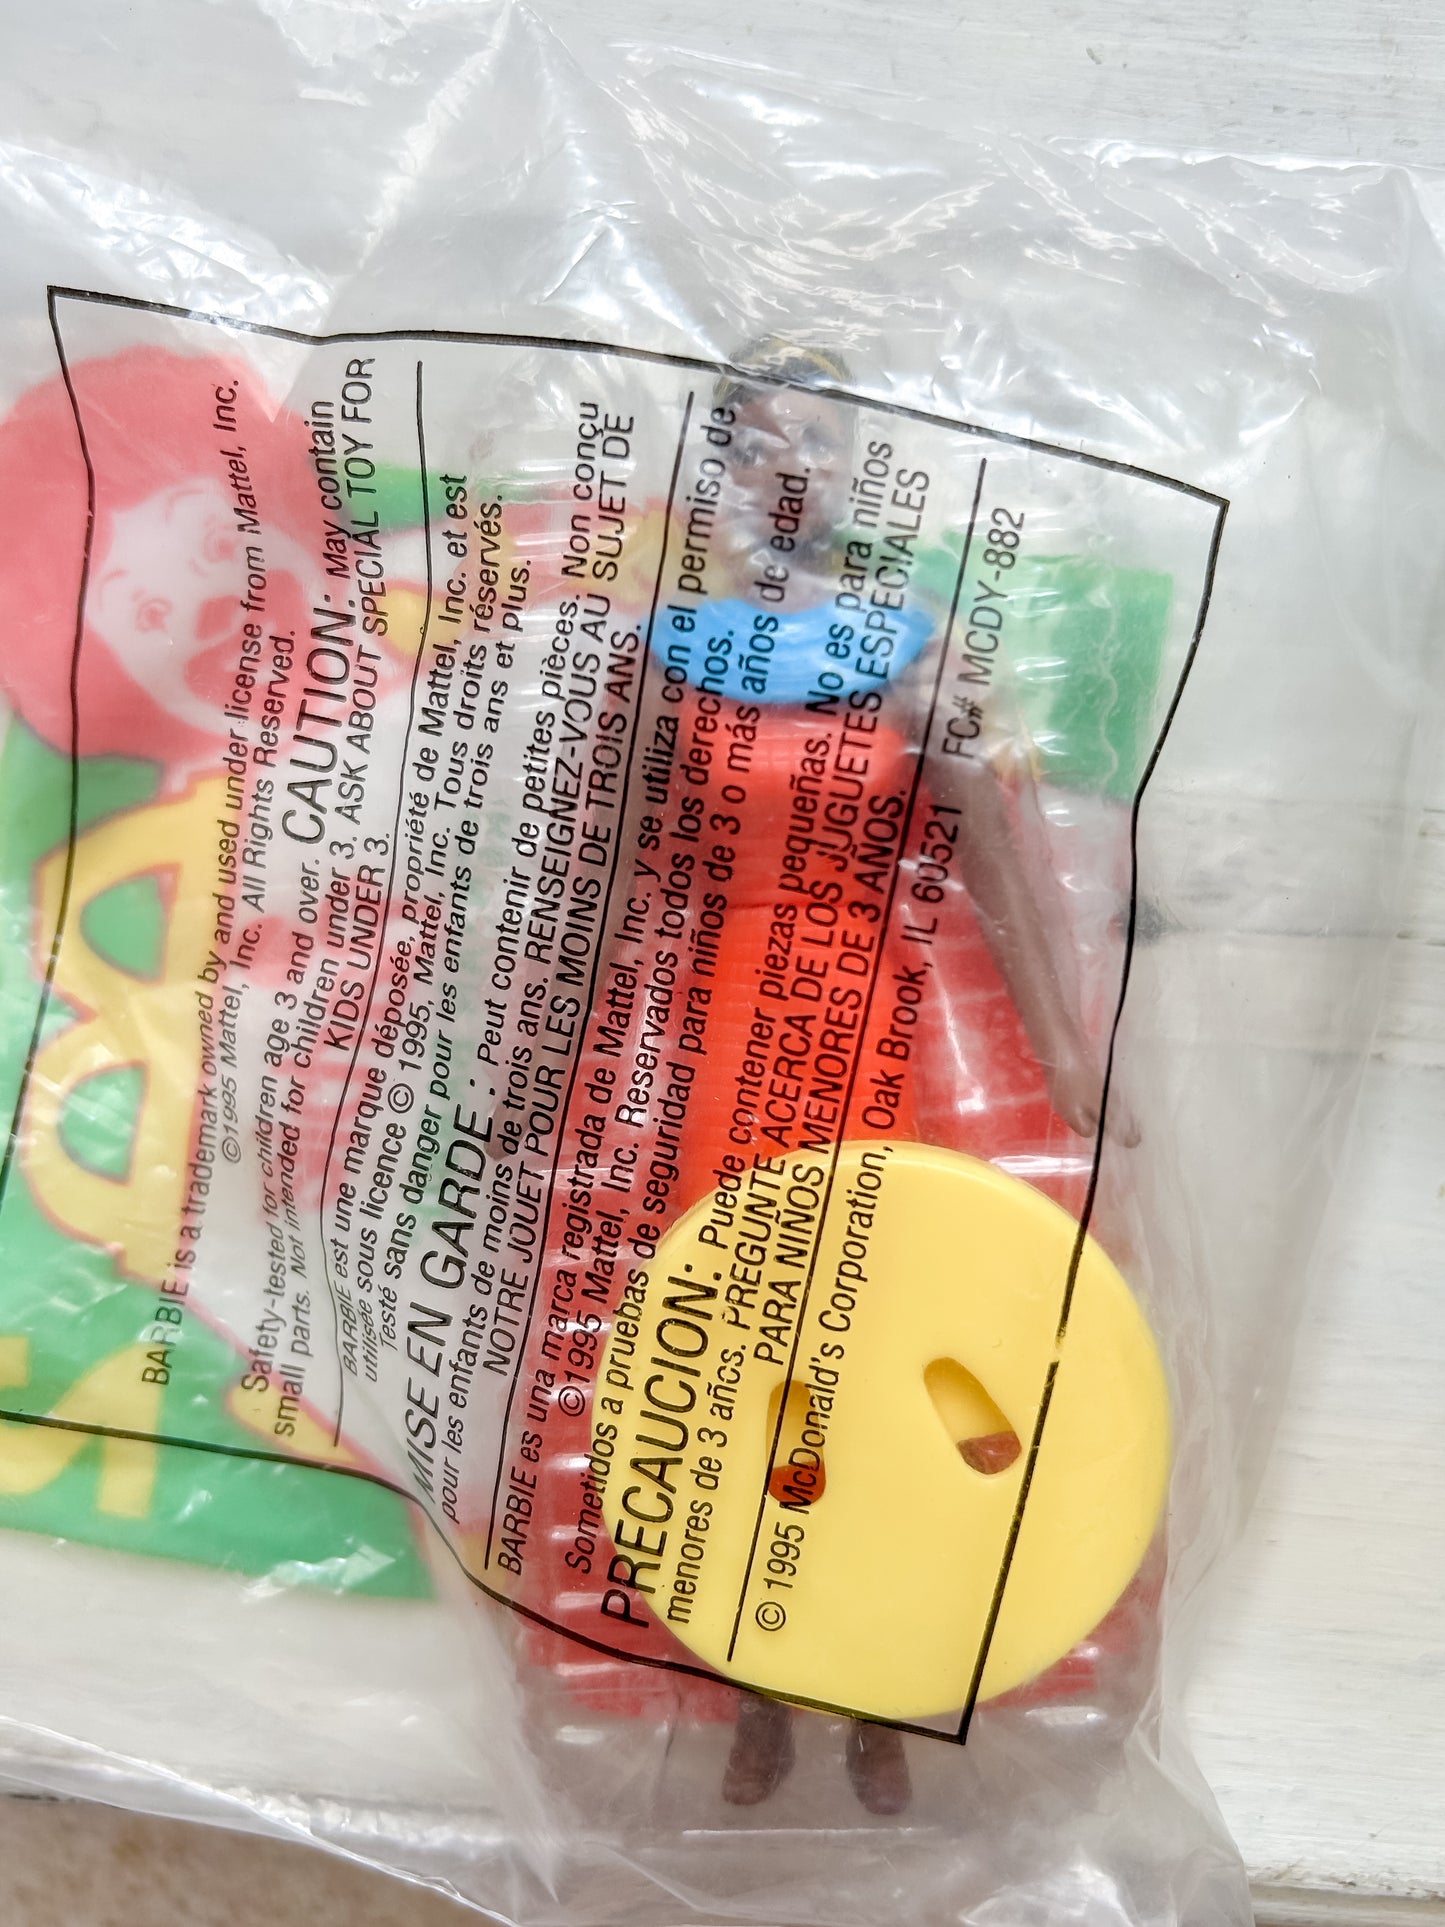 BARBIE is a trademark owned by and used under license from Mattel, Inc.
©1995 Mattel, Inc. All Rights Reserved.
Safety-tested for children age 3 and over. CAUTION: May contain
small parts. Not intended for children under 3. ASK ABOUT SPECIAL TOY FOR
KIDS UNDER 3.
BARBIE est une marque déposée, propriété de Mattel, Inc. et est
utilisée sous licence © 1995, Mattel, Inc. Tous droits réservés.
Testé sans danger pour les enfants de trois ans et plus.
MISE EN GARDE : Peut contenir de petites pièces. Non conçu
pour les enfants de moins de trois ans. RENSEIGNEZ-VOUS AU SUJET DE
NOTRE JOUET POUR LES MOINS DE TROIS ANS.
BARBIE es una marca registrada de Mattel, Inc. y se utiliza con el permiso de
©1995 Mattel, Inc. Reservados todos los derechos.
Sometidos a pruebas de seguridad para niños de 3 o más años de edad.
PRECAUCION: Puede contener piezas pequeñas. No es para niños
menores de 3 años. PREGUNTE ACERCA DE LOS JUGUETES ESPECIALES
PARA NIÑOS MENORES DE 3 AÑOS.
© 1995 McDonald's Corporation, Oak Brook, IL 60521 FC# MCDY-882